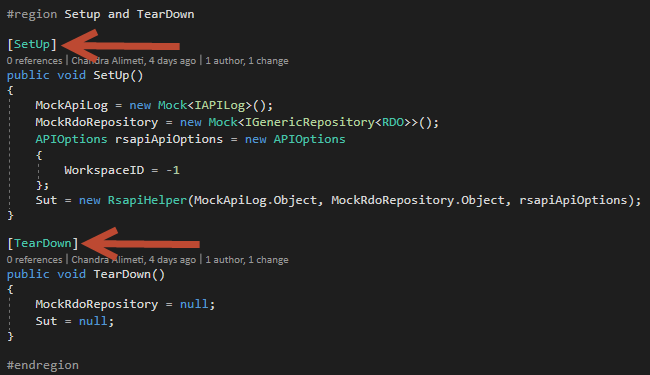 #region Setup and TearDown
[SetUp]
0 references | Chandra Alimeti, 4 days ago | 1 author, 1 change
public void SetUp()
{
MockApiLog = new Mock<IAPILog>();
MockRdoRepository = new Mock<IGenericRepository<RDO>>();
APIOptions rsapiApiOptions = new APIOptions
{
WorkspaceID = -1
};
Sut = new RsapiHelper(MockApiLog.Object, MockRdoRepository.Object, rsapiApiOptions);
}
[TearDown]
0 references | Chandra Alimeti, 4 days ago | 1 author, 1 change
public void TearDown()
{
MockRdoRepository = null;
Sut = null;
}
#endregion